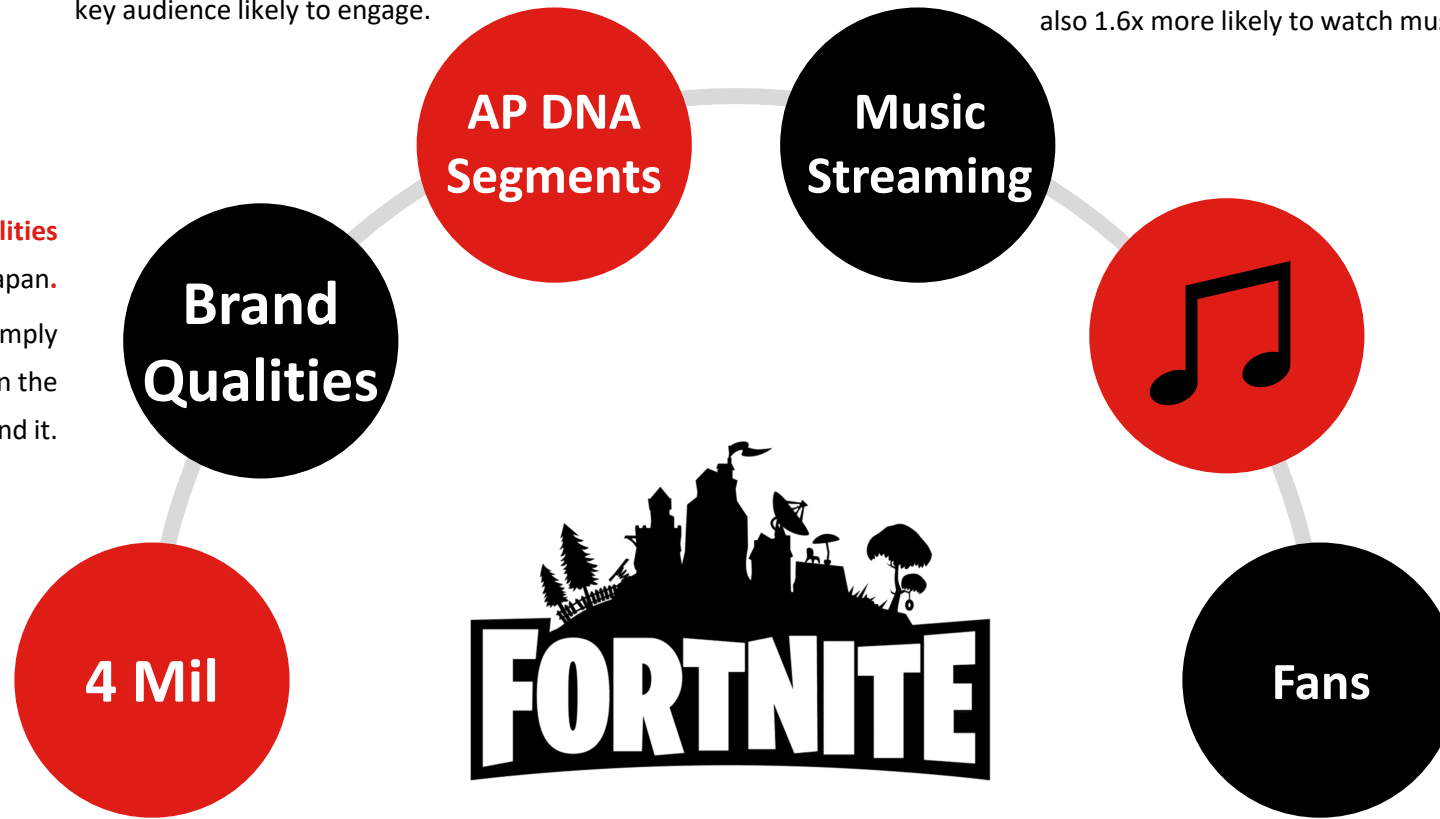 key audience likely to engage.
also 1.6x more likely to watch
AP DNA
Segments
Music
Streaming
lities
apan.
mply
n the
nd it.
Brand
Qualities
4 Mil
FORTNITE
Fans